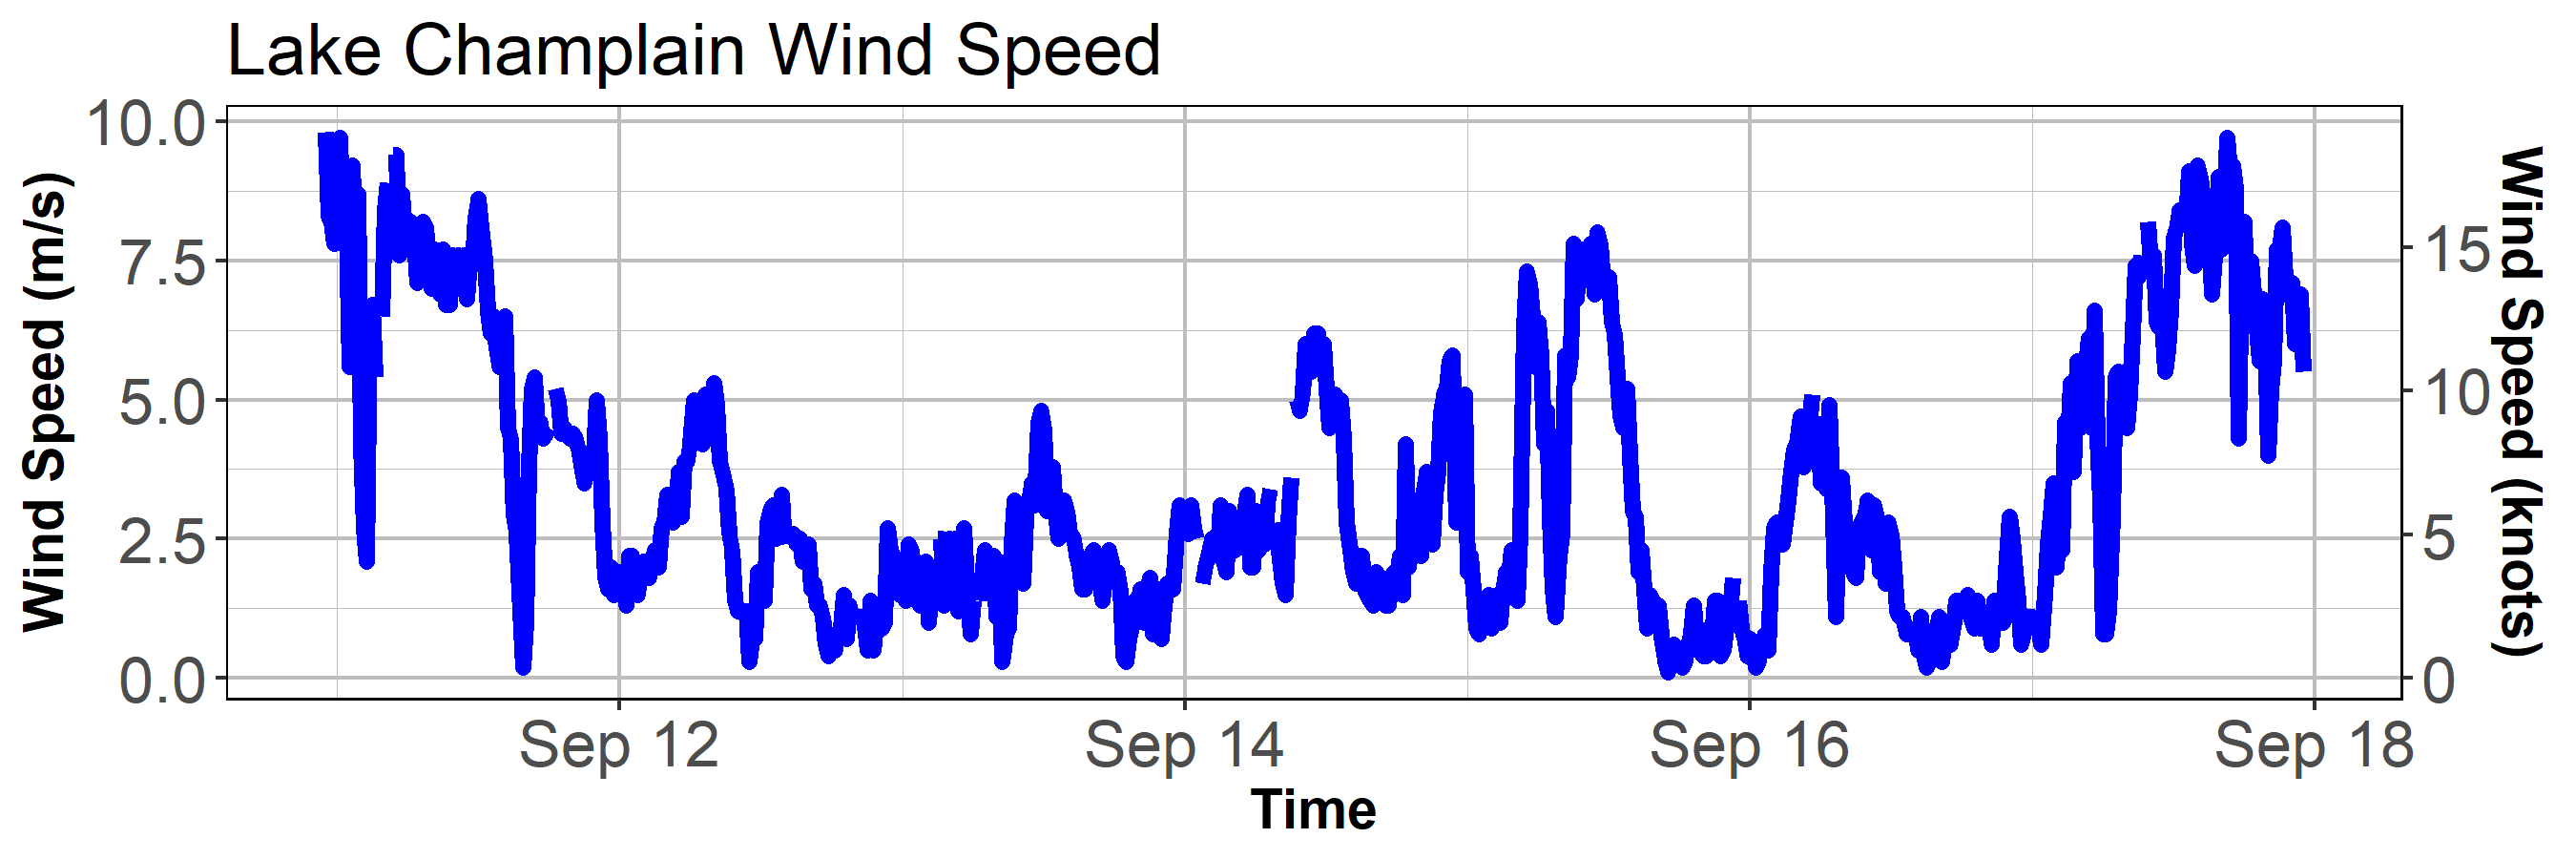 Lake Champlain Wind Speed
Wind Speed (m/s)
10.0
7.5
5.0
2.5
0.0
Wind Speed (knots)
15
10
5
0
Sep 12 Sep 14 Sep 16 Sep 18
Time